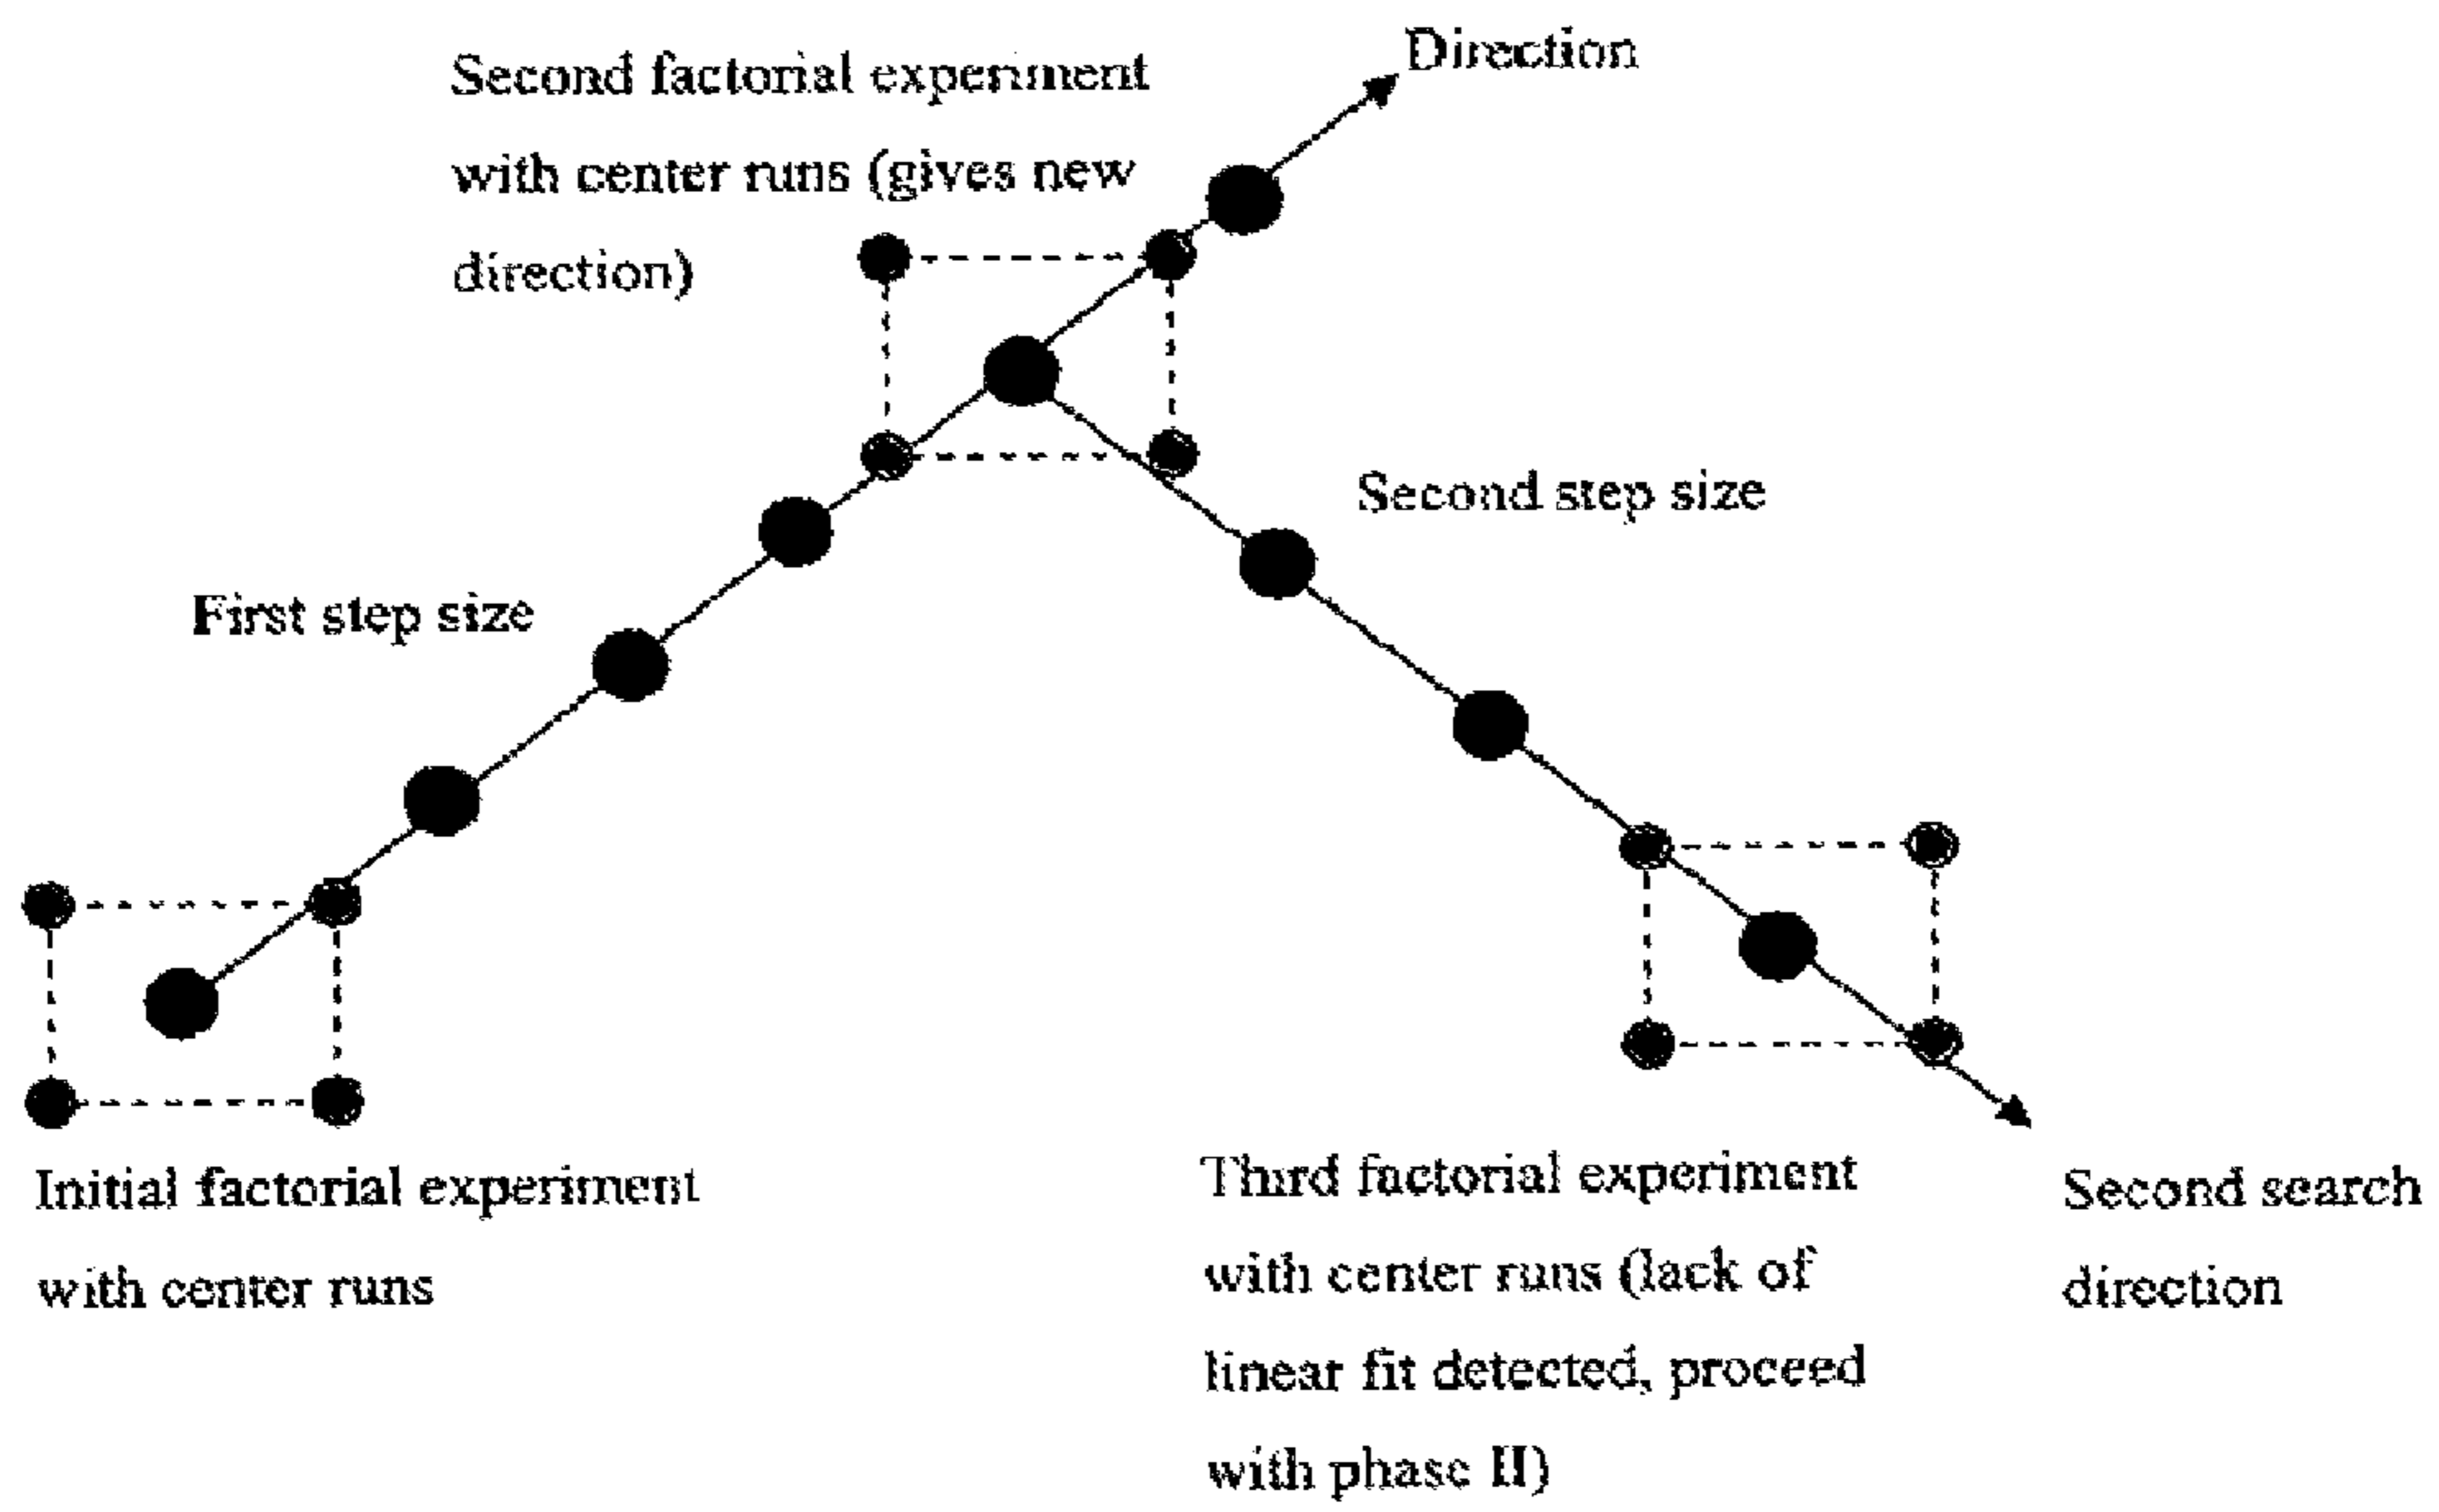 Direction
Second factorial experiment
with center runs (gives new
direction)
Second step size
First step size
Initial factorial experiment
with center runs
Third factorial experiment
with center runs (lack of
linear fit detected, proceed
with phase II)
Second search
direction